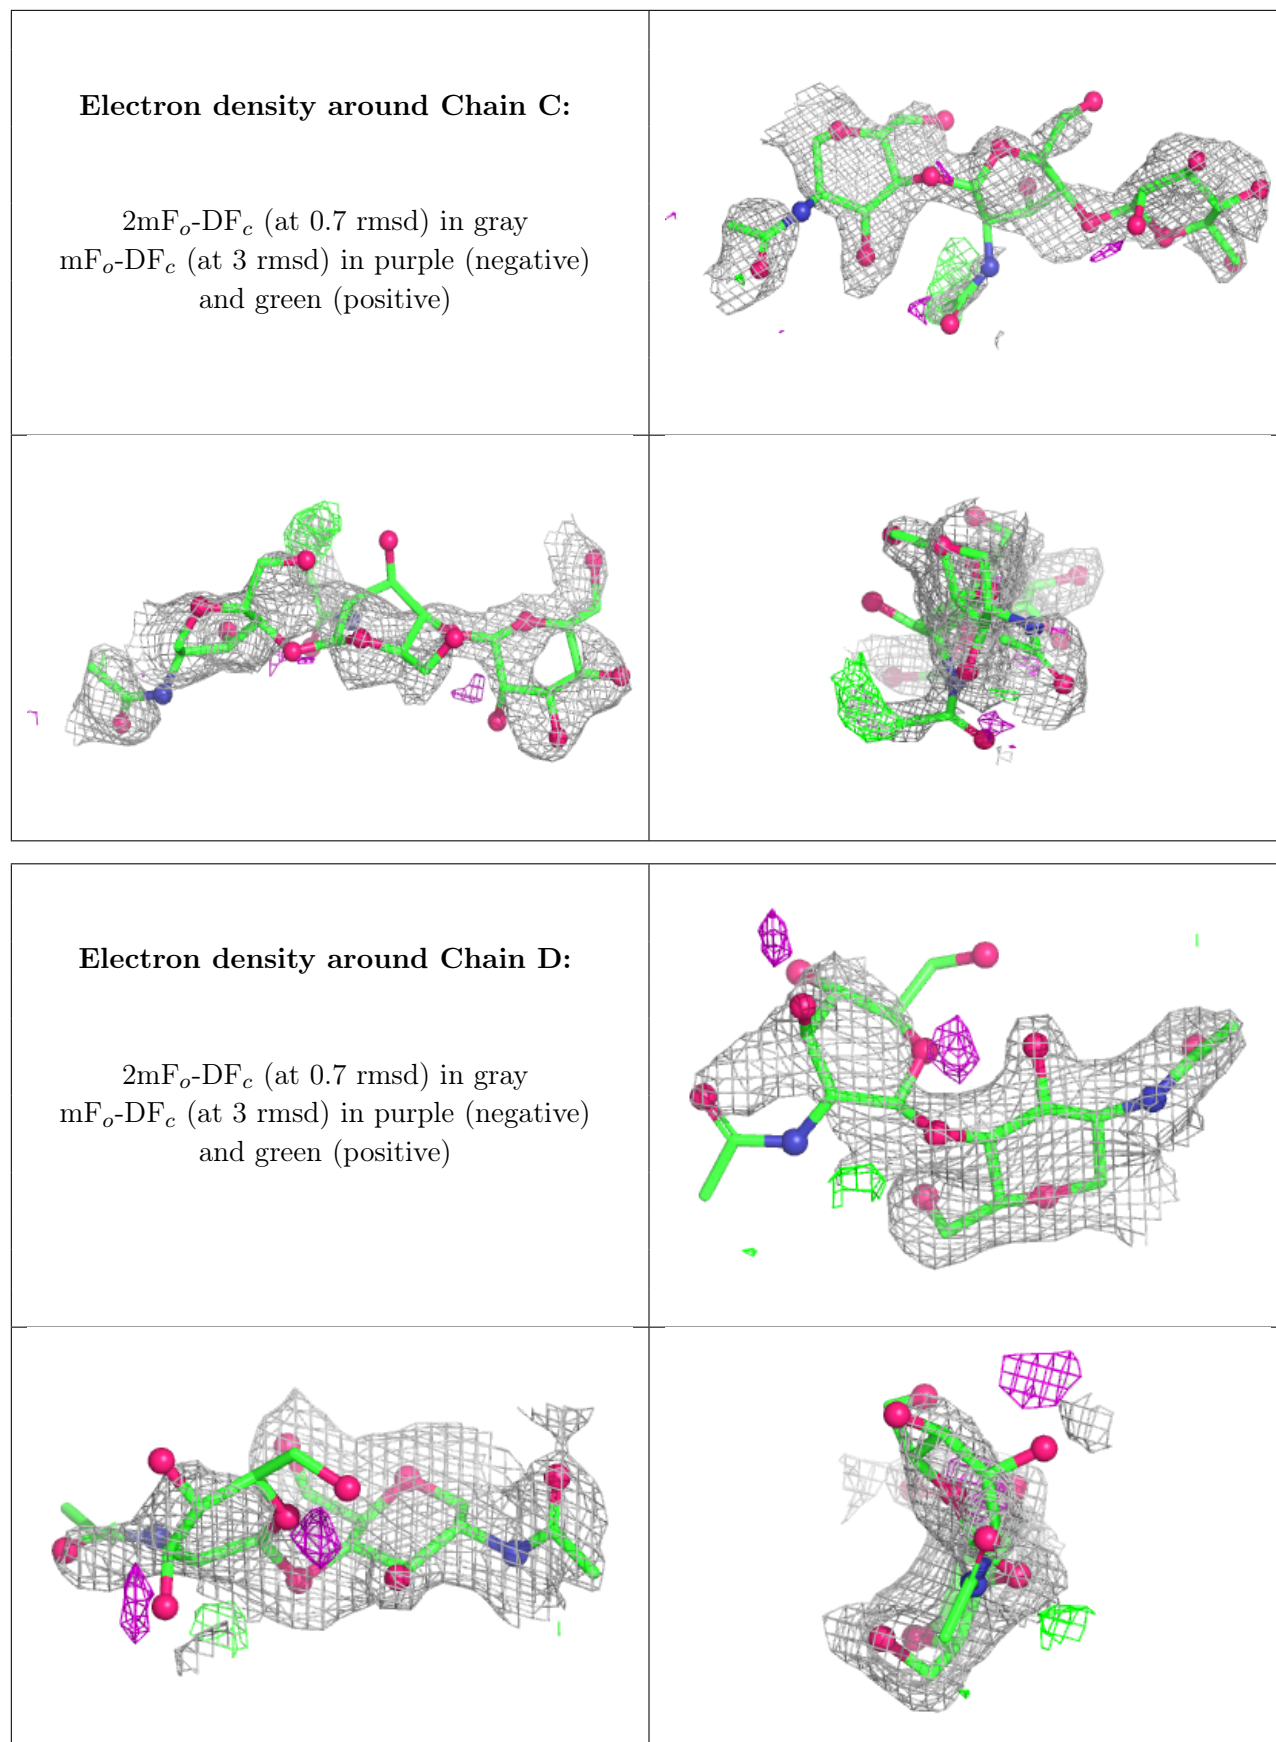 Electron density around Chain C:
2mFo-DFc (at 0.7 rmsd) in gray
mFo-DFc (at 3 rmsd) in purple (negative)
and green (positive)
Electron density around Chain D:
2mFo-DFc (at 0.7 rmsd) in gray
mFo-DFc (at 3 rmsd) in purple (negative)
and green (positive)